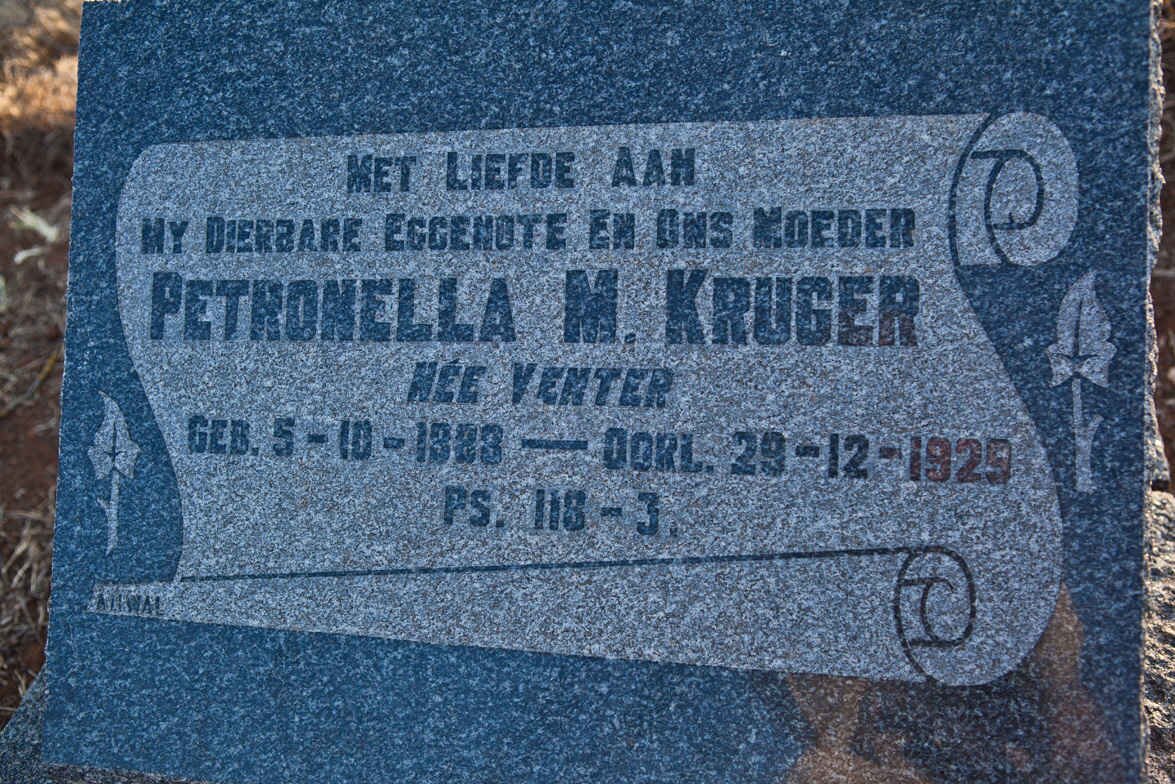 MET LIEFDE AAN
MY DIERBARE EGGENOTE EN ONS MOEDER
PETRONELLA M. KRUGER
NÉE VENTER
GEB. 5-10-1883 — OORL. 29-12-1929
PS. 118-3.
ALIWAL